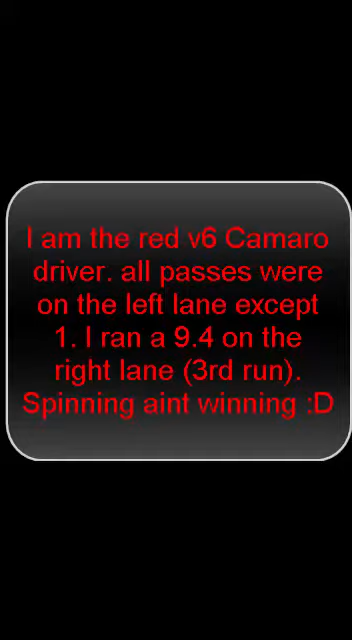 I am the red v6 Camaro
driver. all passes were
on the left lane except
1. I ran a 9.4 on the
right lane (3rd run).
Spinning aint winning :D